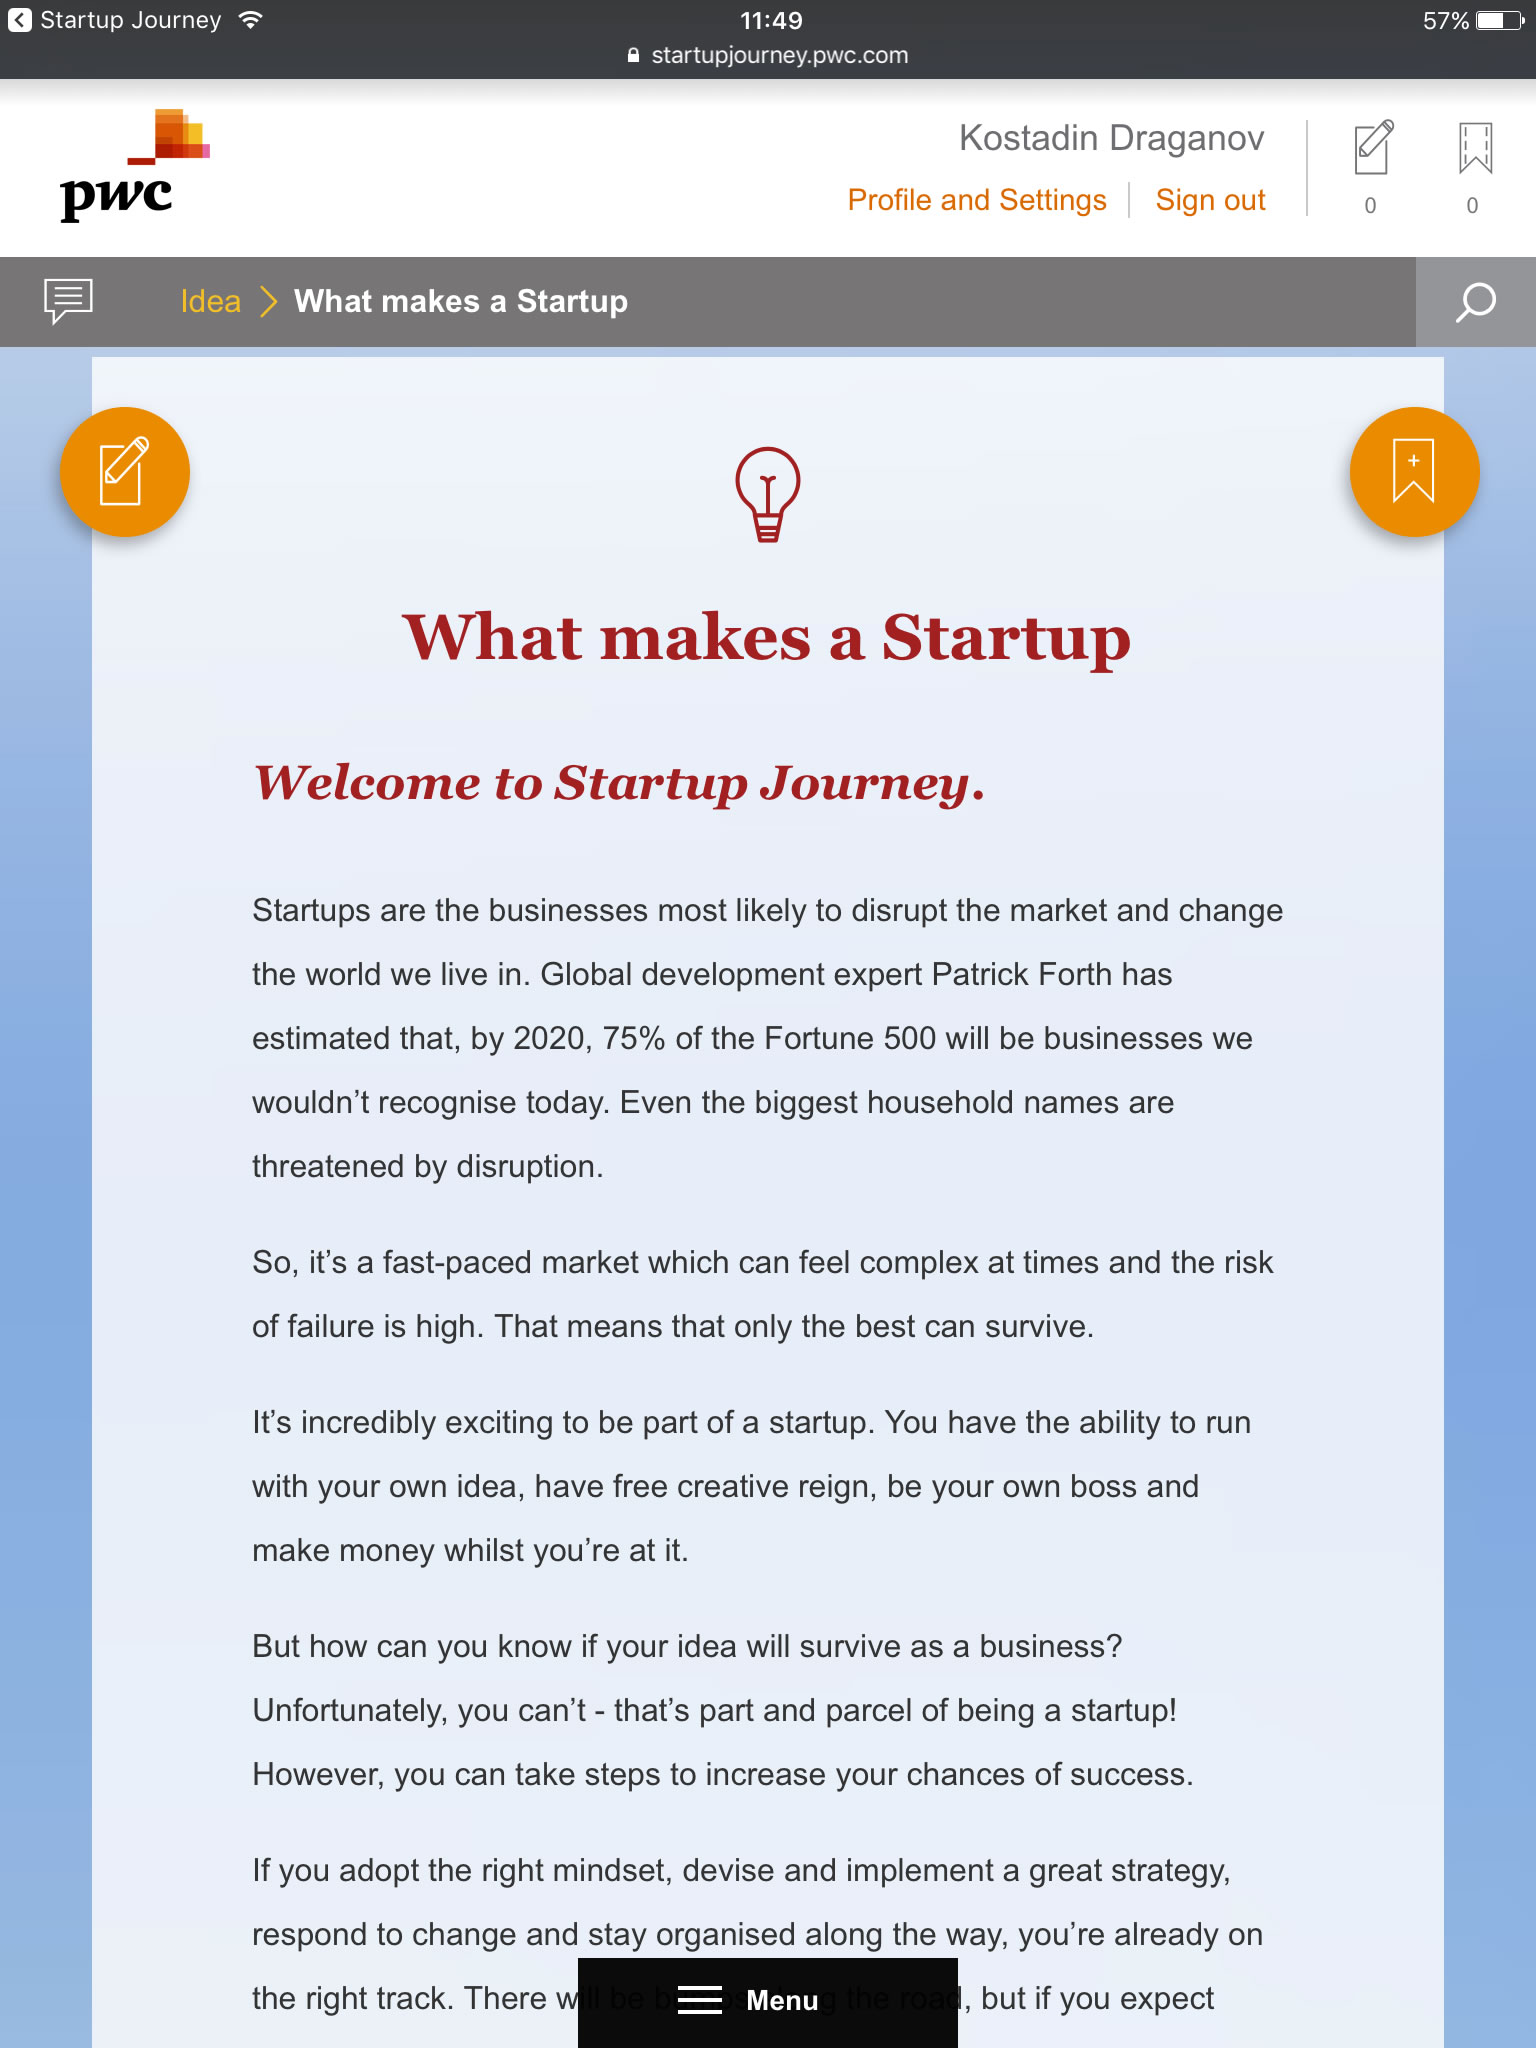 Startup Journey
11:49
57%
startupjourney.pwc.com
pwc
Kostadin Draganov
Profile and Settings
Sign out
0
0
Idea
What makes a Startup
What makes a Startup
Welcome to Startup Journey.
Startups are the businesses most likely to disrupt the market and change
the world we live in. Global development expert Patrick Forth has
estimated that, by 2020, 75% of the Fortune 500 will be businesses we
wouldn’t recognise today. Even the biggest household names are
threatened by disruption.
So, it’s a fast-paced market which can feel complex at times and the risk
of failure is high. That means that only the best can survive.
It’s incredibly exciting to be part of a startup. You have the ability to run
with your own idea, have free creative reign, be your own boss and
make money whilst you’re at it.
But how can you know if your idea will survive as a business?
Unfortunately, you can’t - that’s part and parcel of being a startup!
However, you can take steps to increase your chances of success.
If you adopt the right mindset, devise and implement a great strategy,
respond to change and stay organised along the way, you’re already on
the right track. There will be the road, but if you expect
Menu